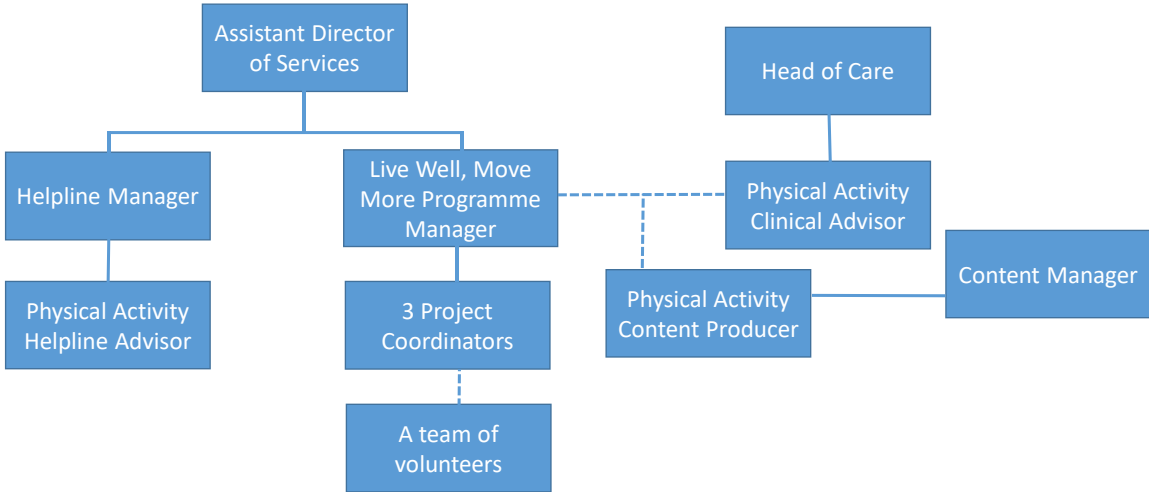 Assistant Director
of Services
Head of Care
Helpline Manager
Live Well, Move
More Programme
Manager
Physical Activity
Clinical Advisor
Content Manager
Physical Activity
Helpline Advisor
3 Project
Coordinators
Physical Activity
Content Producer
A team of
volunteers